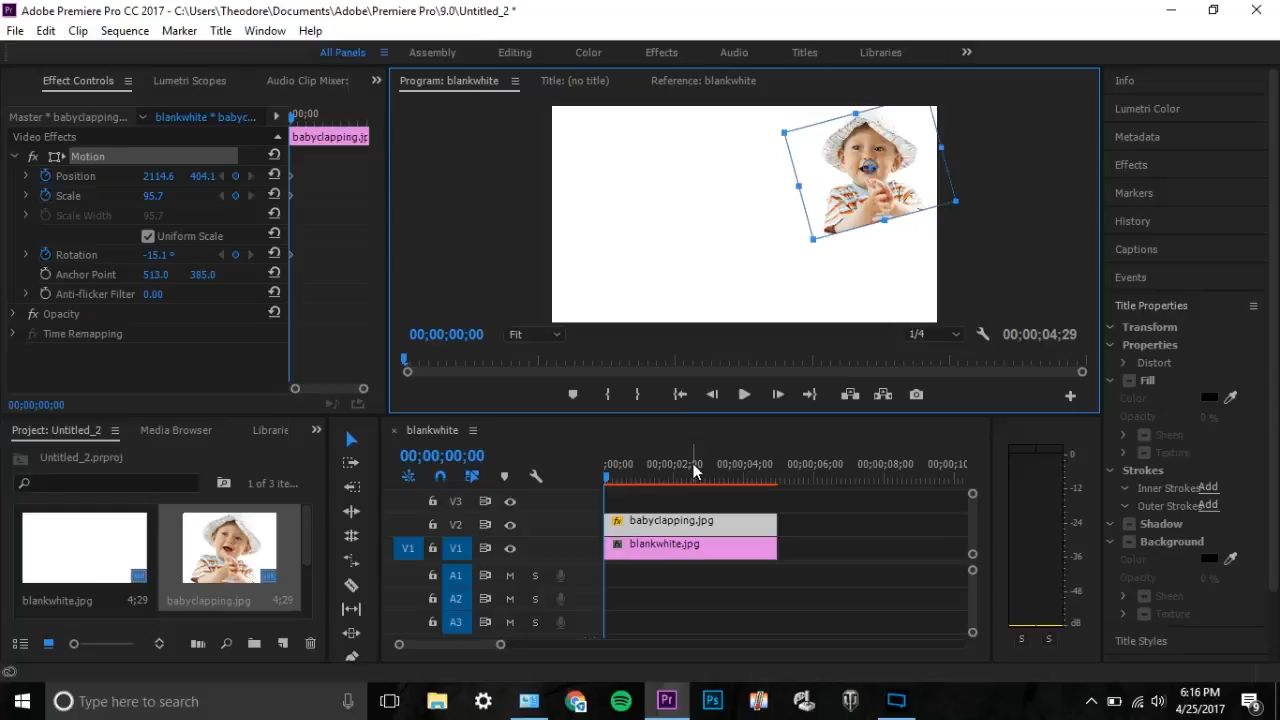 Adobe Premiere Pro CC 2017 - C:\Users\Theodore\Documents\Adobe\Premiere Pro\9.0\Untitled_2 *
File Edit Clip Sequence Marker Title Window Help
All Panels Assembly Editing Color Effects Audio Titles Libraries
Effect Controls Lumetri Scopes Audio Clip Mixer:
Program: blankwhite Title: (no title) Reference: blankwhite
Master * babyclapping... blankwhite * babyc...
:00;00
Video Effects
babyclapping.jp
fx Motion
Position 2114.6 404.1
Scale 95.7
Scale Width 95.7
Uniform Scale
Rotation -15.1 °
Anchor Point 513.0 385.0
Anti-flicker Filter 0.00
fx Opacity
fx Time Remapping
00;00;00;00
00;00;00;00 Fit 1/4 00;00;04;29
Info
Lumetri Color
Metadata
Effects
Markers
History
Captions
Events
Title Properties
Transform
Properties
Distort
Fill
Color
Opacity 0 %
Sheen
Texture
Strokes
Inner Strokes Add
Outer Strokes Add
Shadow
Background
Color
Opacity 0 %
Sheen
Texture
Title Styles
Project: Untitled_2 Media Browser Librarie
Untitled_2.prproj
1 of 3 ite...
blankwhite.jpg 4;29
babyclapping.jpg 4;29
× blankwhite
00;00;00;00
;00;00 00;00;02;00 00;00;04;00 00;00;06;00 00;00;08;00 00;00;10
V3
V2 fx babyclapping.jpg
V1 V1 fx blankwhite.jpg
A1 M S
A2 M S
A3 M S
0
-12
-24
-36
-48
dB
S S
Type here to search
Pr
Ps
6:16 PM
4/25/2017
9